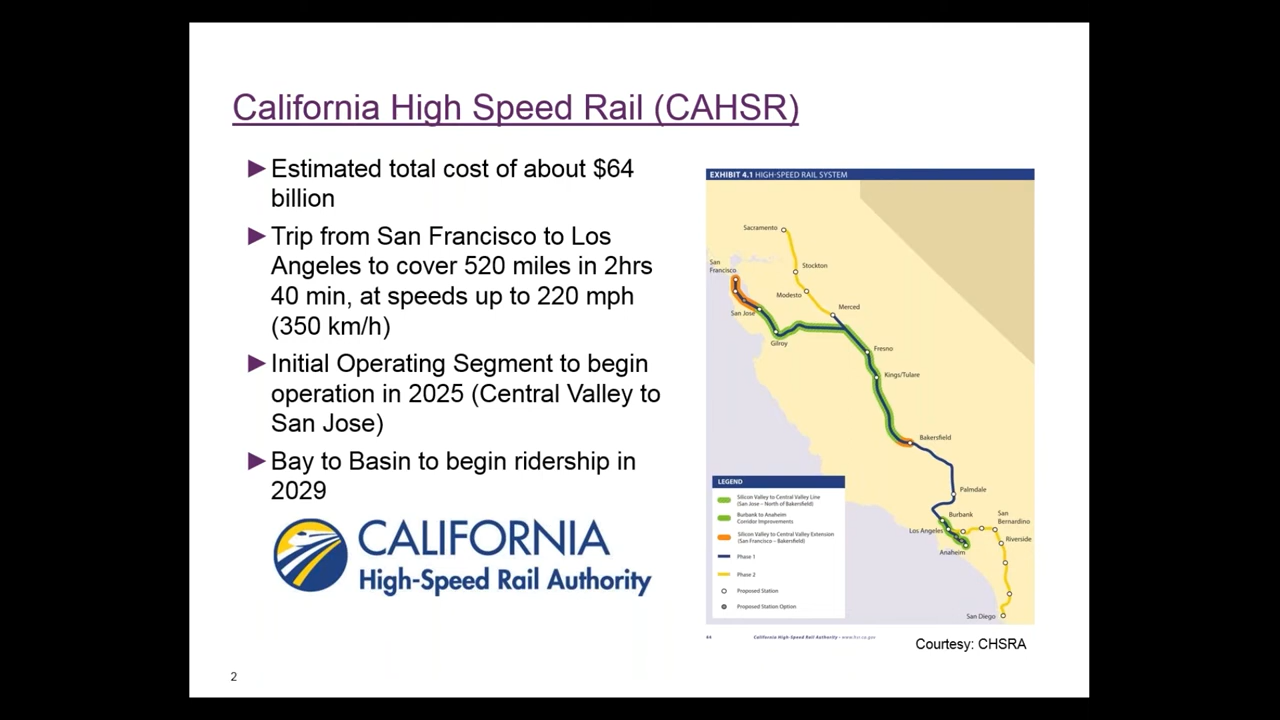 California High Speed Rail (CAHSR)
►Estimated total cost of about $64
billion
►Trip from San Francisco to Los
Angeles to cover 520 miles in 2hrs
40 min, at speeds up to 220 mph
(350 km/h)
►Initial Operating Segment to begin
operation in 2025 (Central Valley to
San Jose)
►Bay to Basin to begin ridership in
2029
CALIFORNIA
High-Speed Rail Authority
EXHIBIT 4.1 HIGH-SPEED RAIL SYSTEM
Sacramento
San
Francisco
Stockton
Modesto
Merced
San Jose
Gilroy
Fresno
Kings/Tulare
Bakersfield
Palmdale
Burbank
San
Bernardino
Los Angeles
Riverside
Anaheim
San Diego
LEGEND
Silicon Valley to Central Valley Line
(San Jose – North of Bakersfield)
Burbank to Anaheim
Corridor Improvements
Silicon Valley to Central Valley Extension
(San Francisco – Bakersfield)
Phase 1
Phase 2
Proposed Station
Proposed Station Option
California High-Speed Rail Authority • www.hsr.ca.gov
Courtesy: CHSRA
2